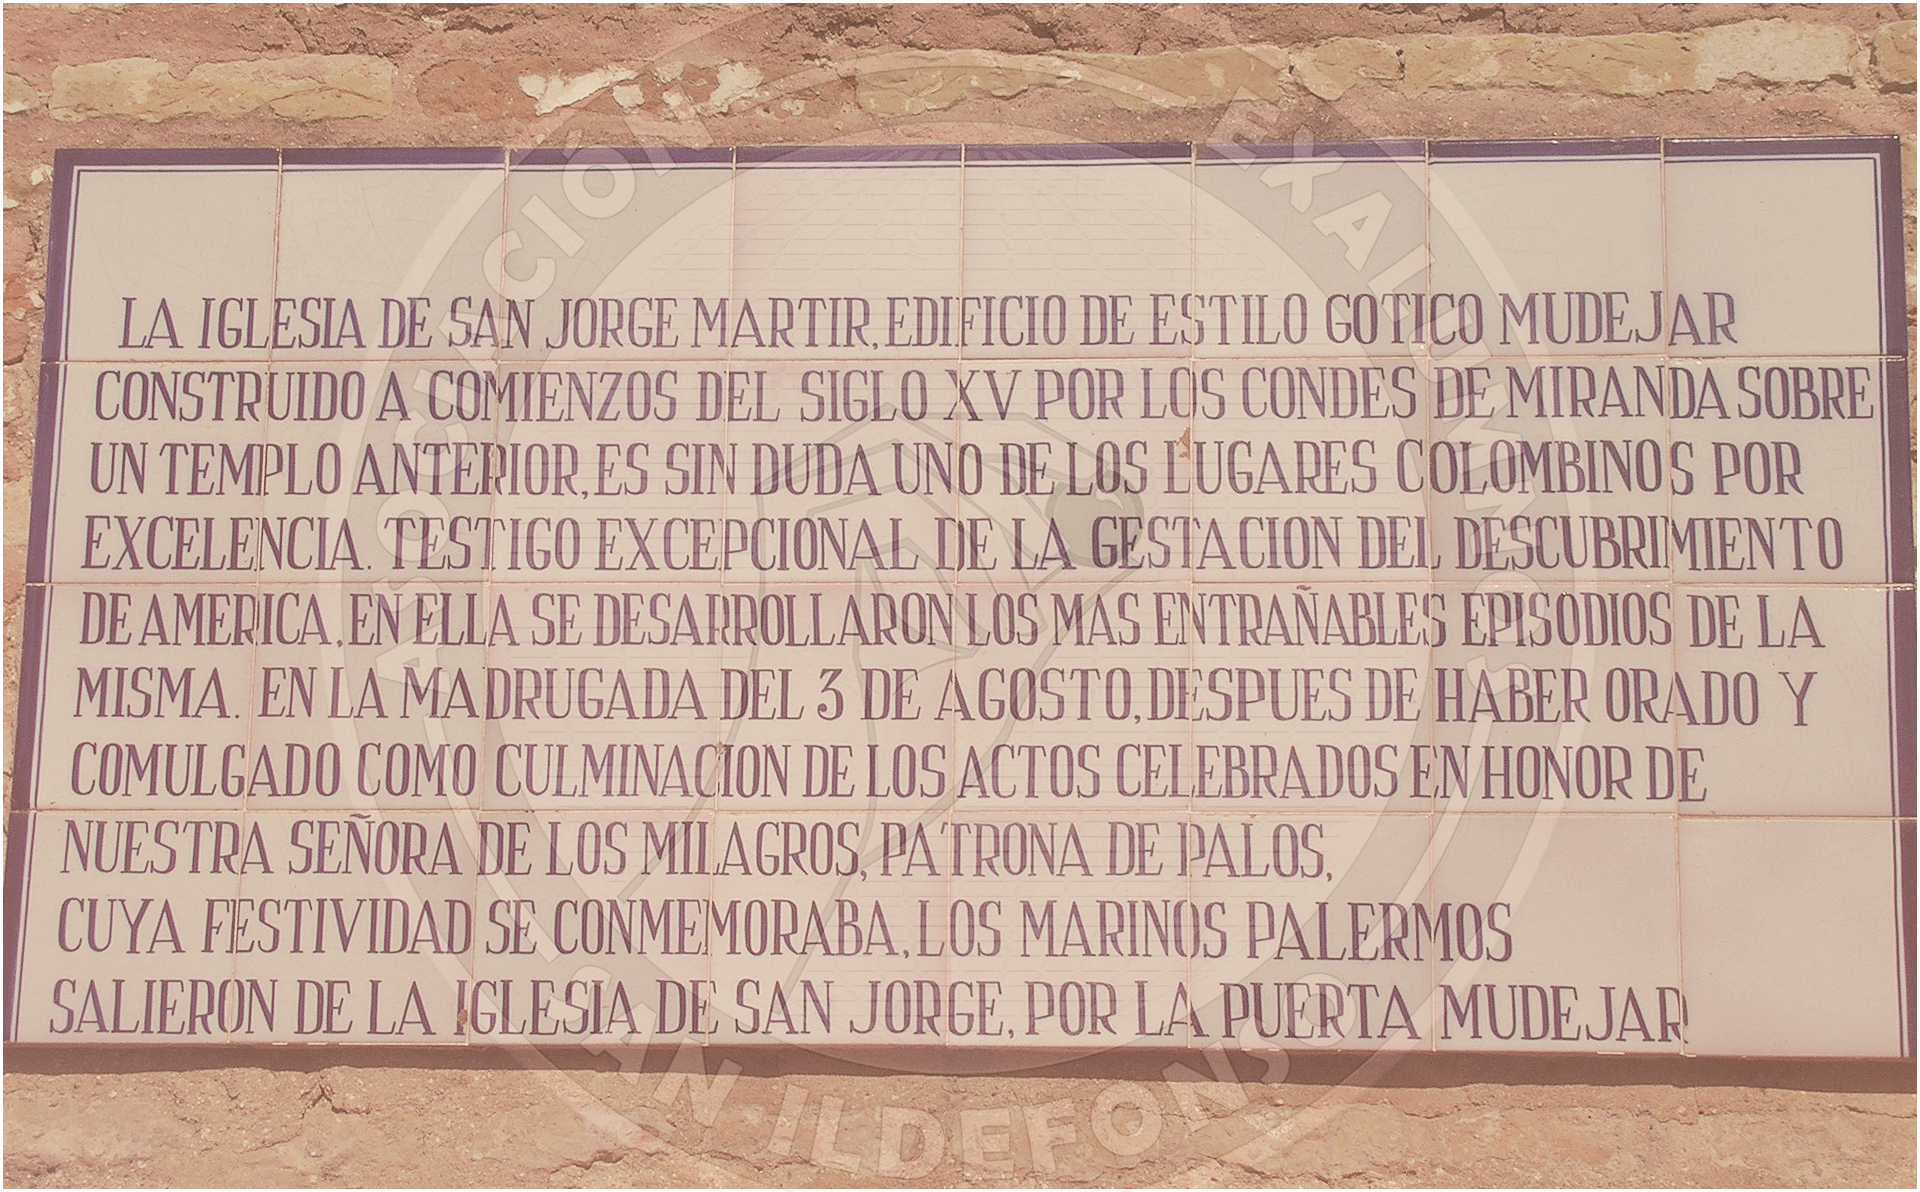 LA IGLESIA DE SAN JORGE MARTIR, EDIFICIO DE ESTILO GOTICO MUDEJAR
CONSTRUIDO A COMIENZOS DEL SIGLO XV POR LOS CONDES DE MIRANDA SOBRE
UN TEMPLO ANTERIOR, ES SIN DUDA UNO DE LOS LUGARES COLOMBINOS POR
EXCELENCIA. TESTIGO EXCEPCIONAL DE LA GESTACION DEL DESCUBRIMIENTO
DE AMERICA, EN ELLA SE DESARROLLARON LOS MAS ENTRAÑABLES EPISODIOS DE LA
MISMA. EN LA MADRUGADA DEL 3 DE AGOSTO, DESPUES DE HABER ORADO Y
COMULGADO COMO CULMINACION DE LOS ACTOS CELEBRADOS EN HONOR DE
NUESTRA SEÑORA DE LOS MILAGROS, PATRONA DE PALOS,
CUYA FESTIVIDAD SE CONMEMORABA, LOS MARINOS PALERMOS
SALIERON DE LA IGLESIA DE SAN JORGE, POR LA PUERTA MUDEJAR
ASOCIACIÓN EXALUMNOS
SAN ILDEFONSO